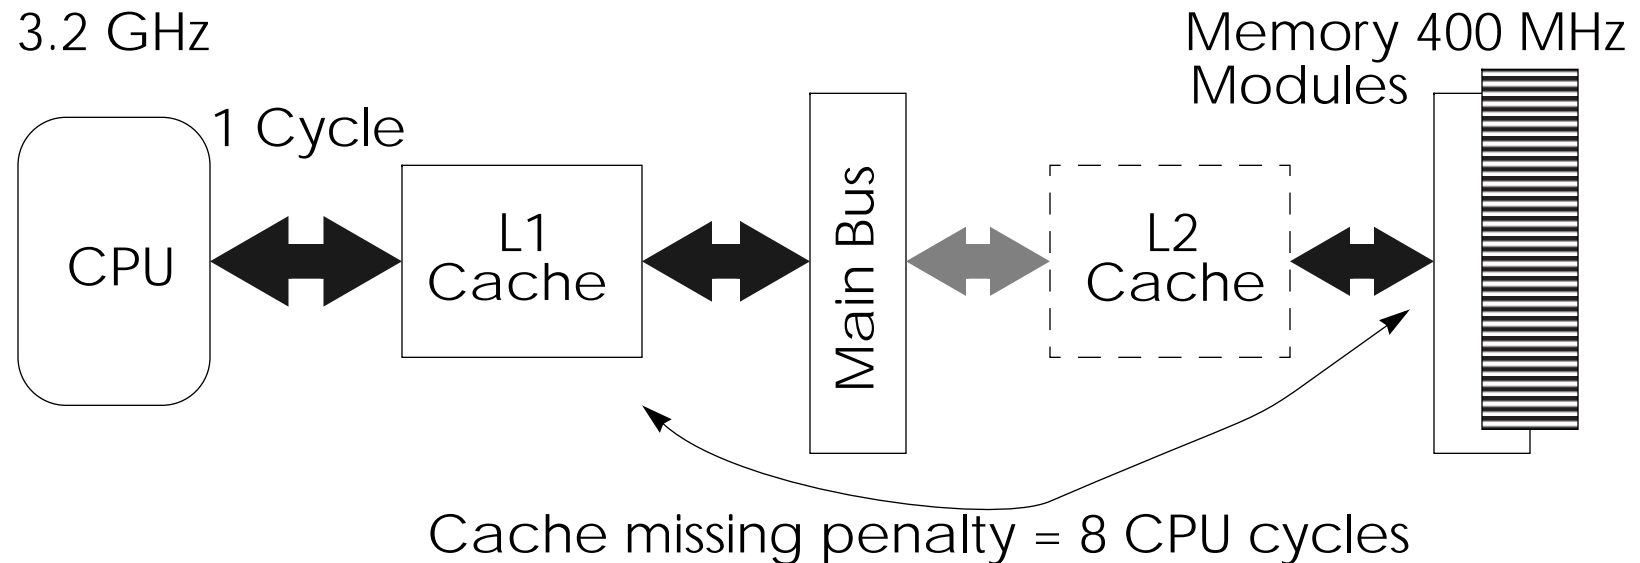 3.2 GHz
Memory 400 MHz
Modules
1 Cycle
CPU
L1
Cache
Main Bus
L2
Cache
Cache missing penalty = 8 CPU cycles